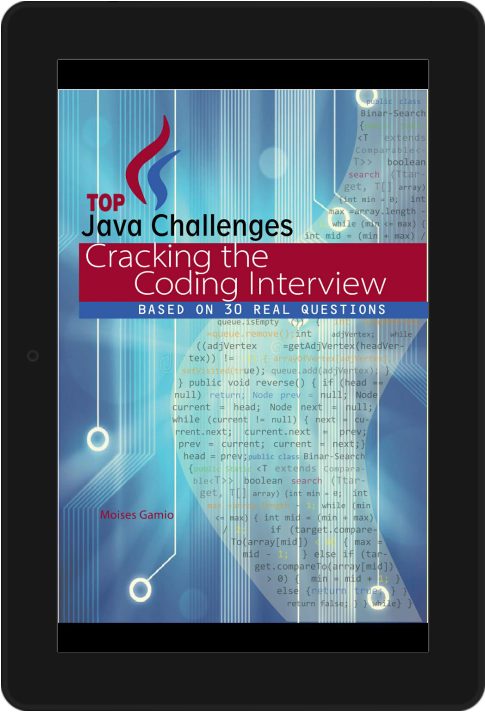 public class
Binar-Search
<T extends
Comparable<
T>> boolean
search (Ttar-
get, T[] array)
(int min = 0; int
max =array.length -
while (min <= max) {
int mid = (min + max) /
TOP
Java Challenges
Cracking the
Coding Interview
BASED ON 30 REAL QUESTIONS
queue.isEmpty
=queue.remove();int adjVertex; while
((adjVertex =getAdjVertex(headVer-
tex)) != { arrayOfVertex[adjVertex]
setVisited(true); queue.add(adjVertex); }
} public void reverse() { if (head ==
null) return; Node prev = null; Node
current = head; Node next = null;
while (current != null) { next = cu-
rrent.next; current.next = prev;
prev = current; current = next;}
head = prev;public class Binar-Search
{public static <T extends Compara-
ble<T>> boolean search (Ttar-
get, T[] array) {int min = 0; int
while (min
<= max) { int mid = (min + max)
if (target.compare-
To(array[mid]) { max =
mid - 1; } else if (tar-
get.compareTo(array[mid])
> 0) { min = mid + 1; }
else {return true; } }
return false; } } while} }
Moises Gamio